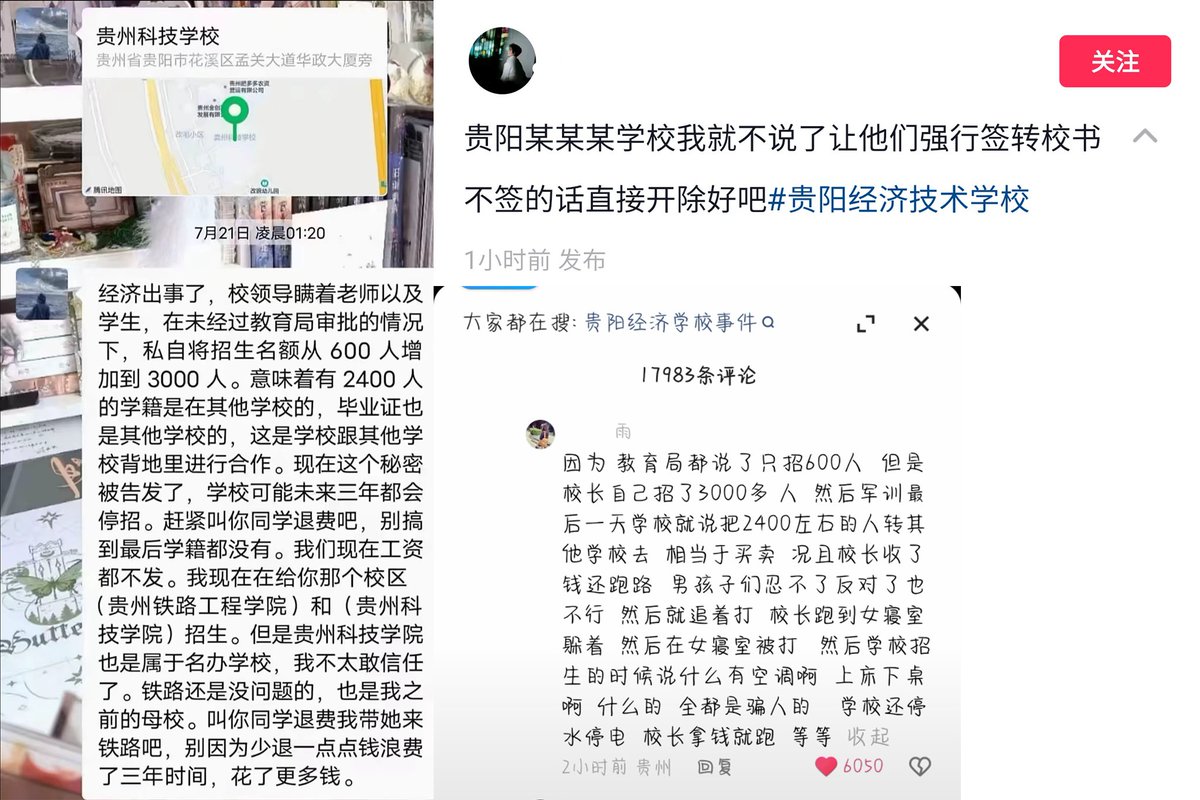 贵州科技学校
贵州省贵阳市花溪区孟关大道华政大厦旁
贵州肥多多农资
营运有限公司
贵州金创
发展有限
改毛小区
贵州科技学校
腾讯地图
改貌幼儿园
7月21日 凌晨01:20
经济出事了，校领导瞒着老师以及
学生，在未经过教育局审批的情况
下，私自将招生名额从 600 人增
加到 3000 人。意味着有 2400 人
的学籍是在其他学校的，毕业证也
是其他学校的，这是学校跟其他学
校背地里进行合作。现在这个秘密
被告发了，学校可能未来三年都会
停招。赶紧叫你同学退费吧，别搞
到最后学籍都没有。我们现在工资
都不发。我现在在给你那个校区
（贵州铁路工程学院）和（贵州科
技学院）招生。但是贵州科技学院
也是属于名办学校，我不太敢信任
了。铁路还是没问题的，也是我之
前的母校。叫你同学退费我带她来
铁路吧，别因为少退一点点钱浪费
了三年时间，花了更多钱。
关注
贵阳某某某学校我就不说了让他们强行签转校书
不签的话直接开除好吧#贵阳经济技术学校
1小时前 发布
大家都在搜: 贵阳经济学校事件
17983条评论
雨
因为 教育局都说了只招600人 但是
校长自己招了3000多 人 然后军训最
后一天学校就说把2400左右的人转其
他学校去 相当于买卖 况且校长收了
钱还跑路 男孩子们忍不了反对了也
不行 然后就追着打 校长跑到女寝室
躲着 然后在女寝室被打 然后学校招
生的时候说什么有空调啊 上床下桌
啊 什么的 全都是骗人的 学校还停
水停电 校长拿钱就跑 等等 收起
2小时前 贵州 回复 6050